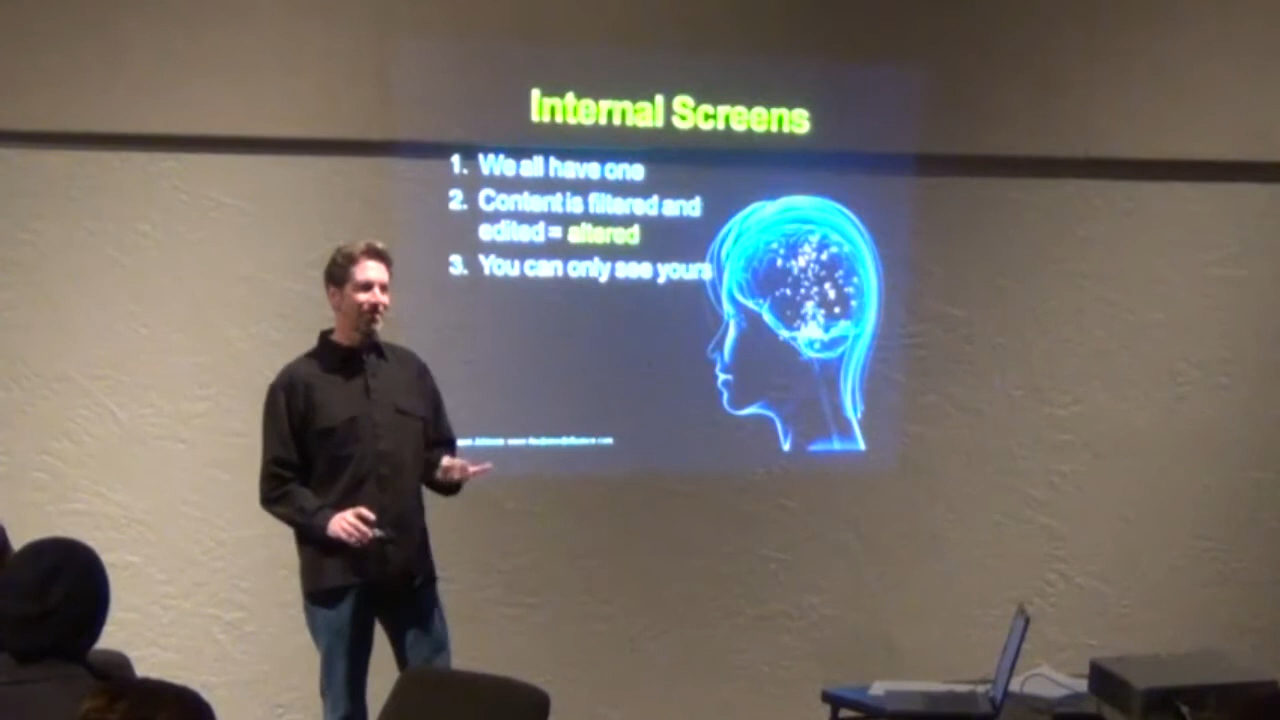 Internal Screens
1. We all have one
2. Content is filtered and
edited = altered
3. You can only see yours